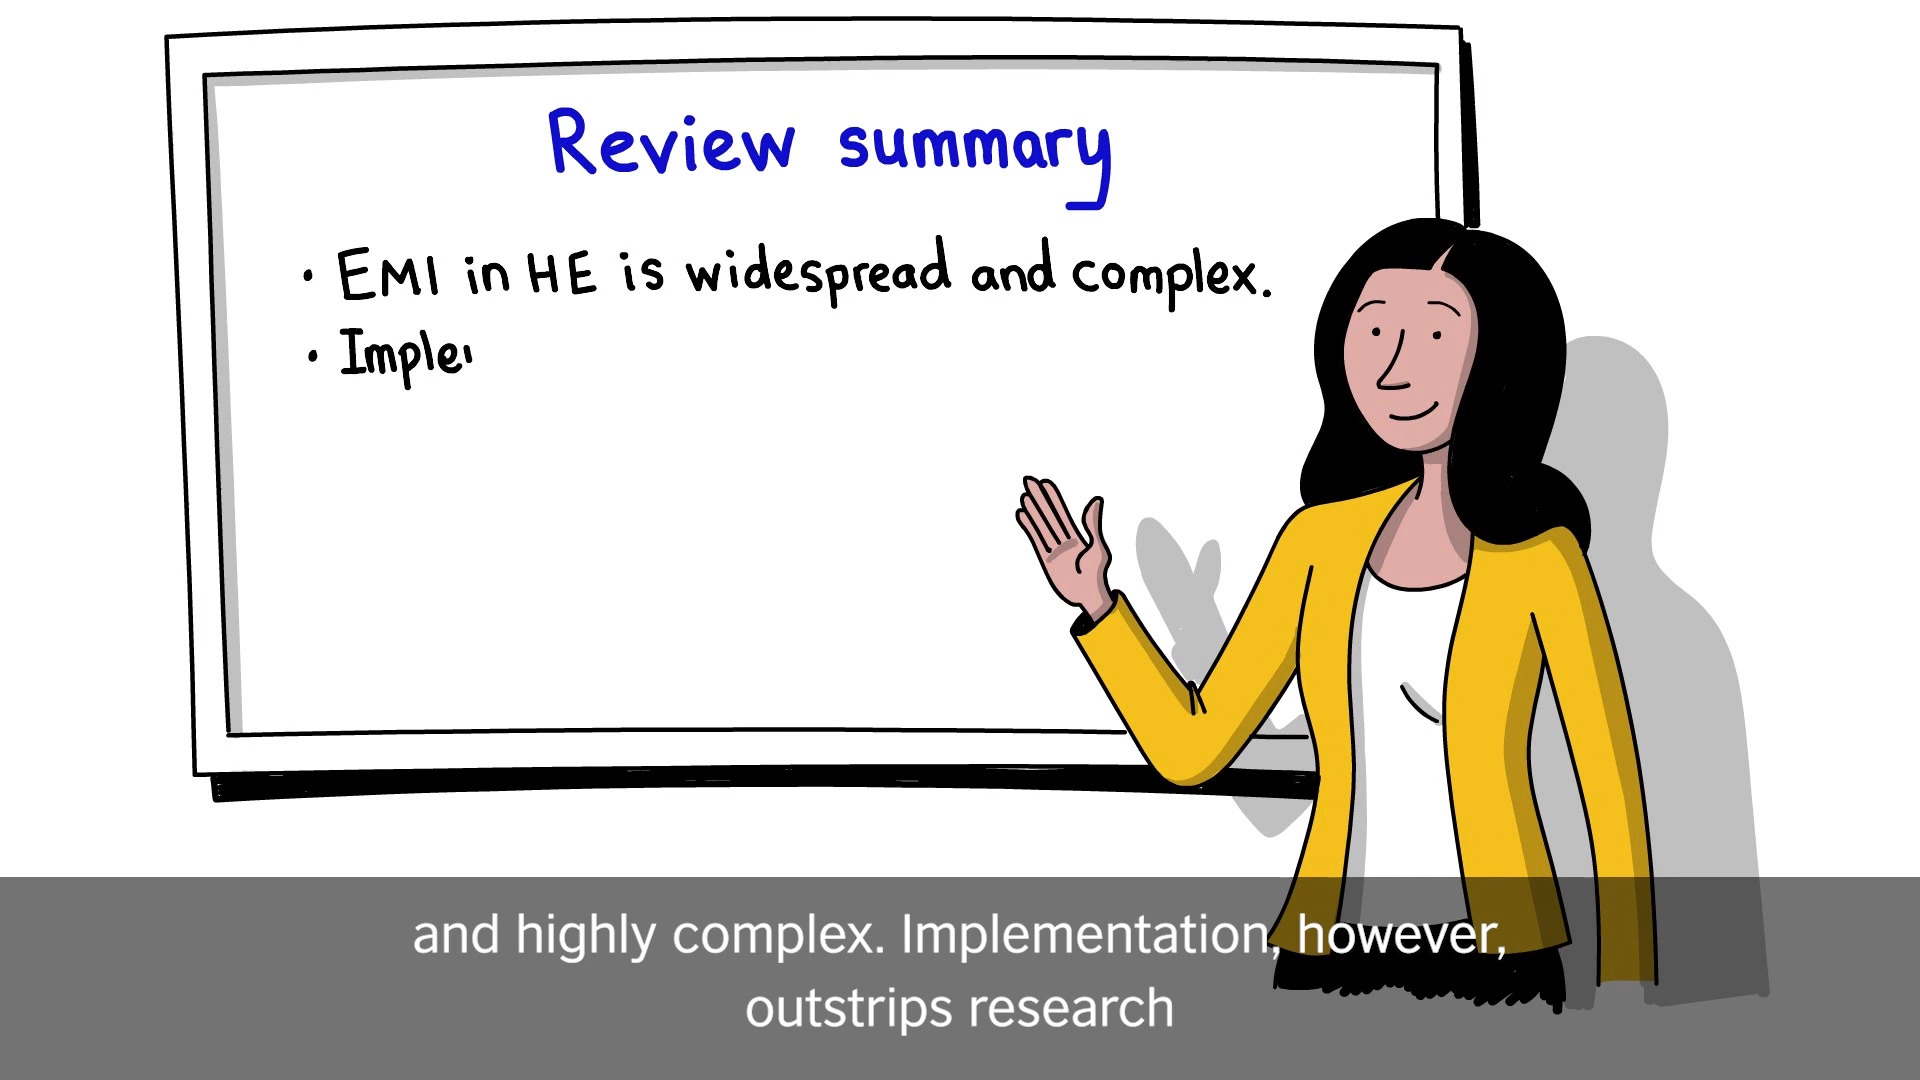 Review summary
• EMI in HE is widespread and complex.
• Imple
and highly complex. Implementation, however,
outstrips research